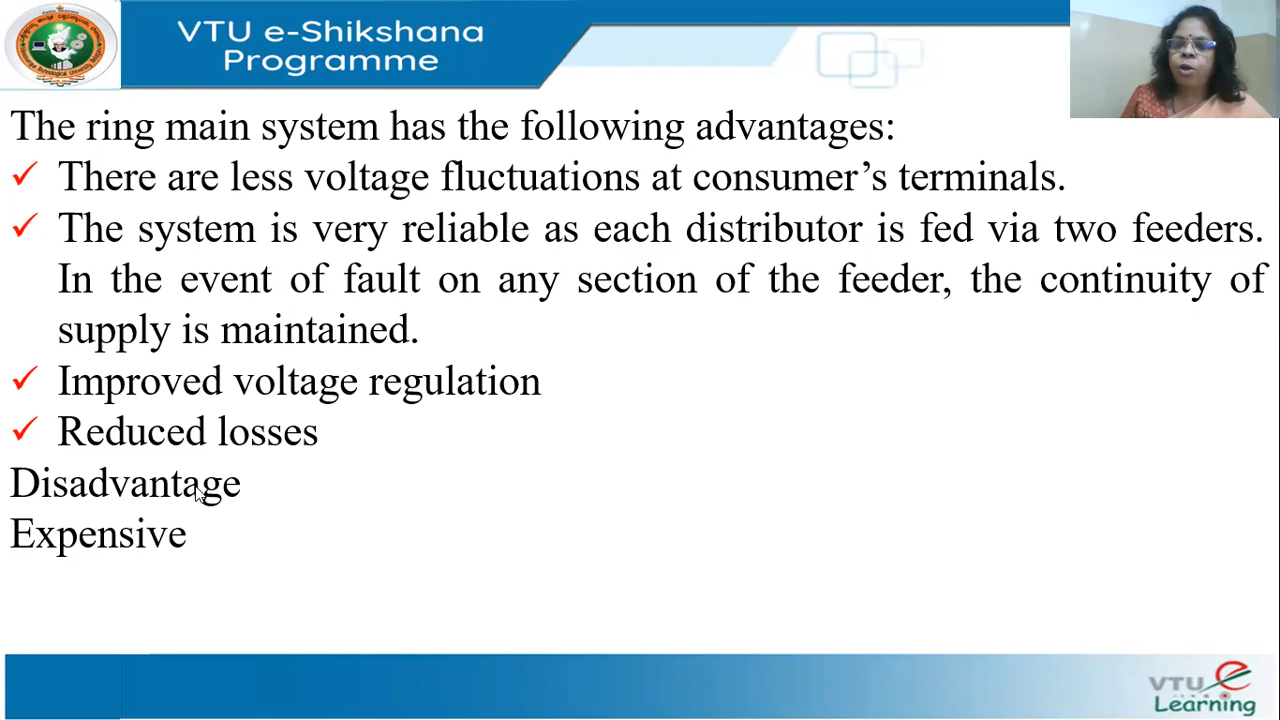 VTU e-Shikshana
Programme
The ring main system has the following advantages:
✓ There are less voltage fluctuations at consumer’s terminals.
✓ The system is very reliable as each distributor is fed via two feeders.
In the event of fault on any section of the feeder, the continuity of
supply is maintained.
✓ Improved voltage regulation
✓ Reduced losses
Disadvantage
Expensive
VTU e
Learning